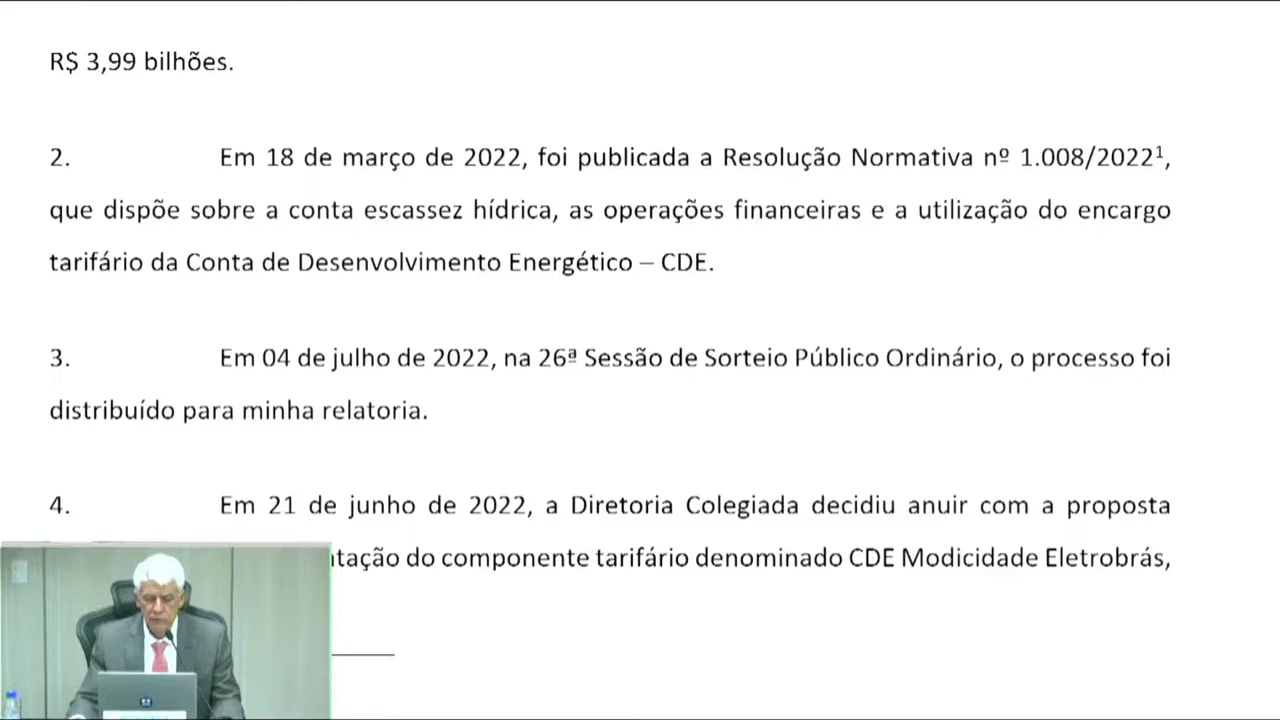 R$ 3,99 bilhões.
2. Em 18 de março de 2022, foi publicada a Resolução Normativa nº 1.008/2022¹,
que dispõe sobre a conta escassez hídrica, as operações financeiras e a utilização do encargo
tarifário da Conta de Desenvolvimento Energético – CDE.
3. Em 04 de julho de 2022, na 26ª Sessão de Sorteio Público Ordinário, o processo foi
distribuído para minha relatoria.
4. Em 21 de junho de 2022, a Diretoria Colegiada decidiu anuir com a proposta
ntação do componente tarifário denominado CDE Modicidade Eletrobrás,